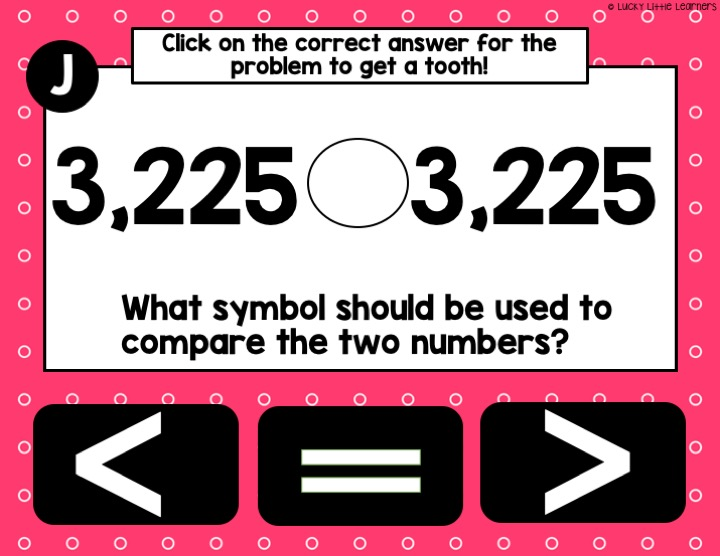 © Lucky Little Learners
Click on the correct answer for the
problem to get a tooth!
J
3,225 3,225
What symbol should be used to
compare the two numbers?
< = >